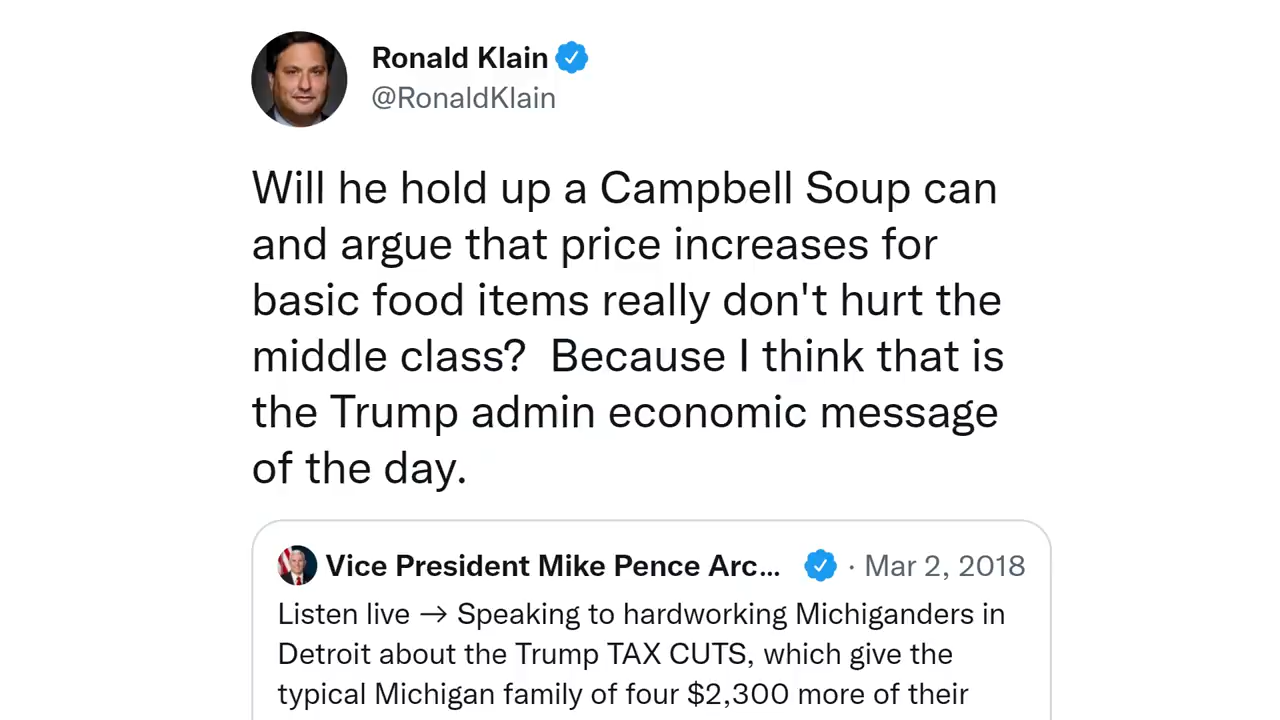 Ronald Klain
@RonaldKlain
Will he hold up a Campbell Soup can
and argue that price increases for
basic food items really don't hurt the
middle class?  Because I think that is
the Trump admin economic message
of the day.
Vice President Mike Pence Arc... · Mar 2, 2018
Listen live → Speaking to hardworking Michiganders in
Detroit about the Trump TAX CUTS, which give the
typical Michigan family of four $2,300 more of their